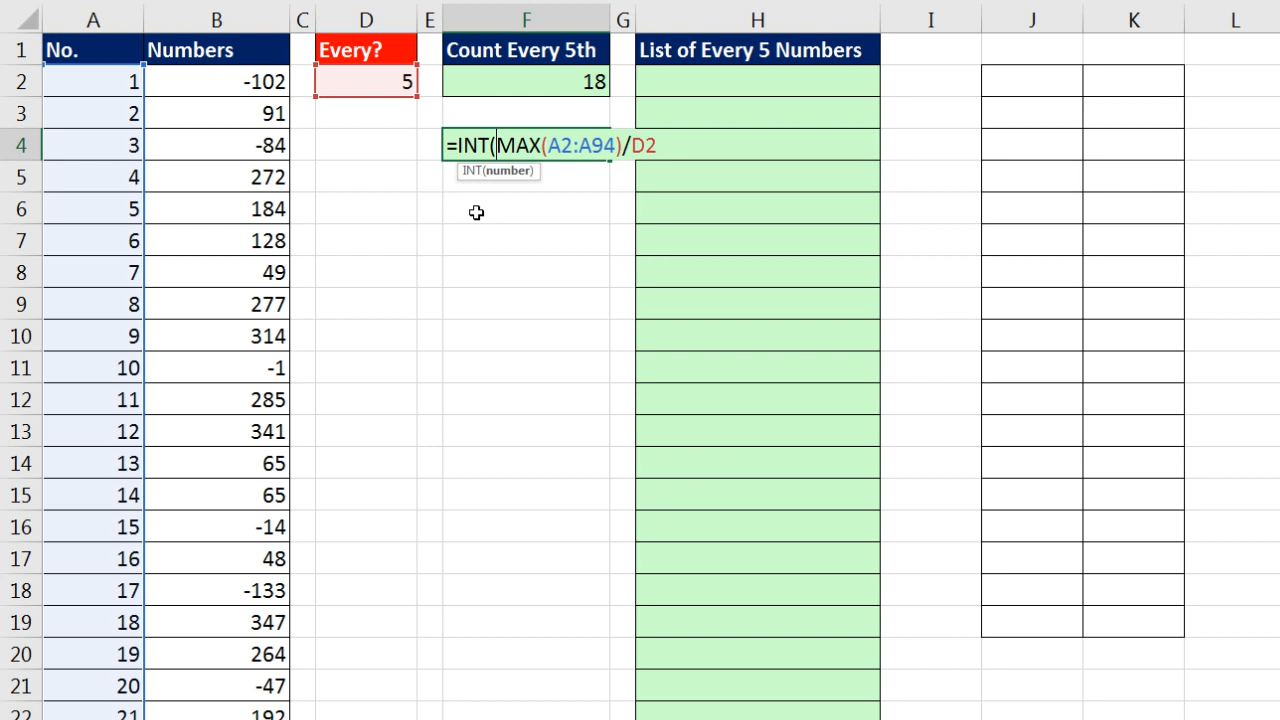 A B C D E F G H I J K L
1 No. Numbers Every? Count Every 5th List of Every 5 Numbers
2 1 -102 5 18
3 2 91
4 3 -84 =INT(MAX(A2:A94)/D2
5 4 272 INT(number)
6 5 184
7 6 128
8 7 49
9 8 277
10 9 314
11 10 -1
12 11 285
13 12 341
14 13 65
15 14 65
16 15 -14
17 16 48
18 17 -133
19 18 347
20 19 264
21 20 -47
22 21 192